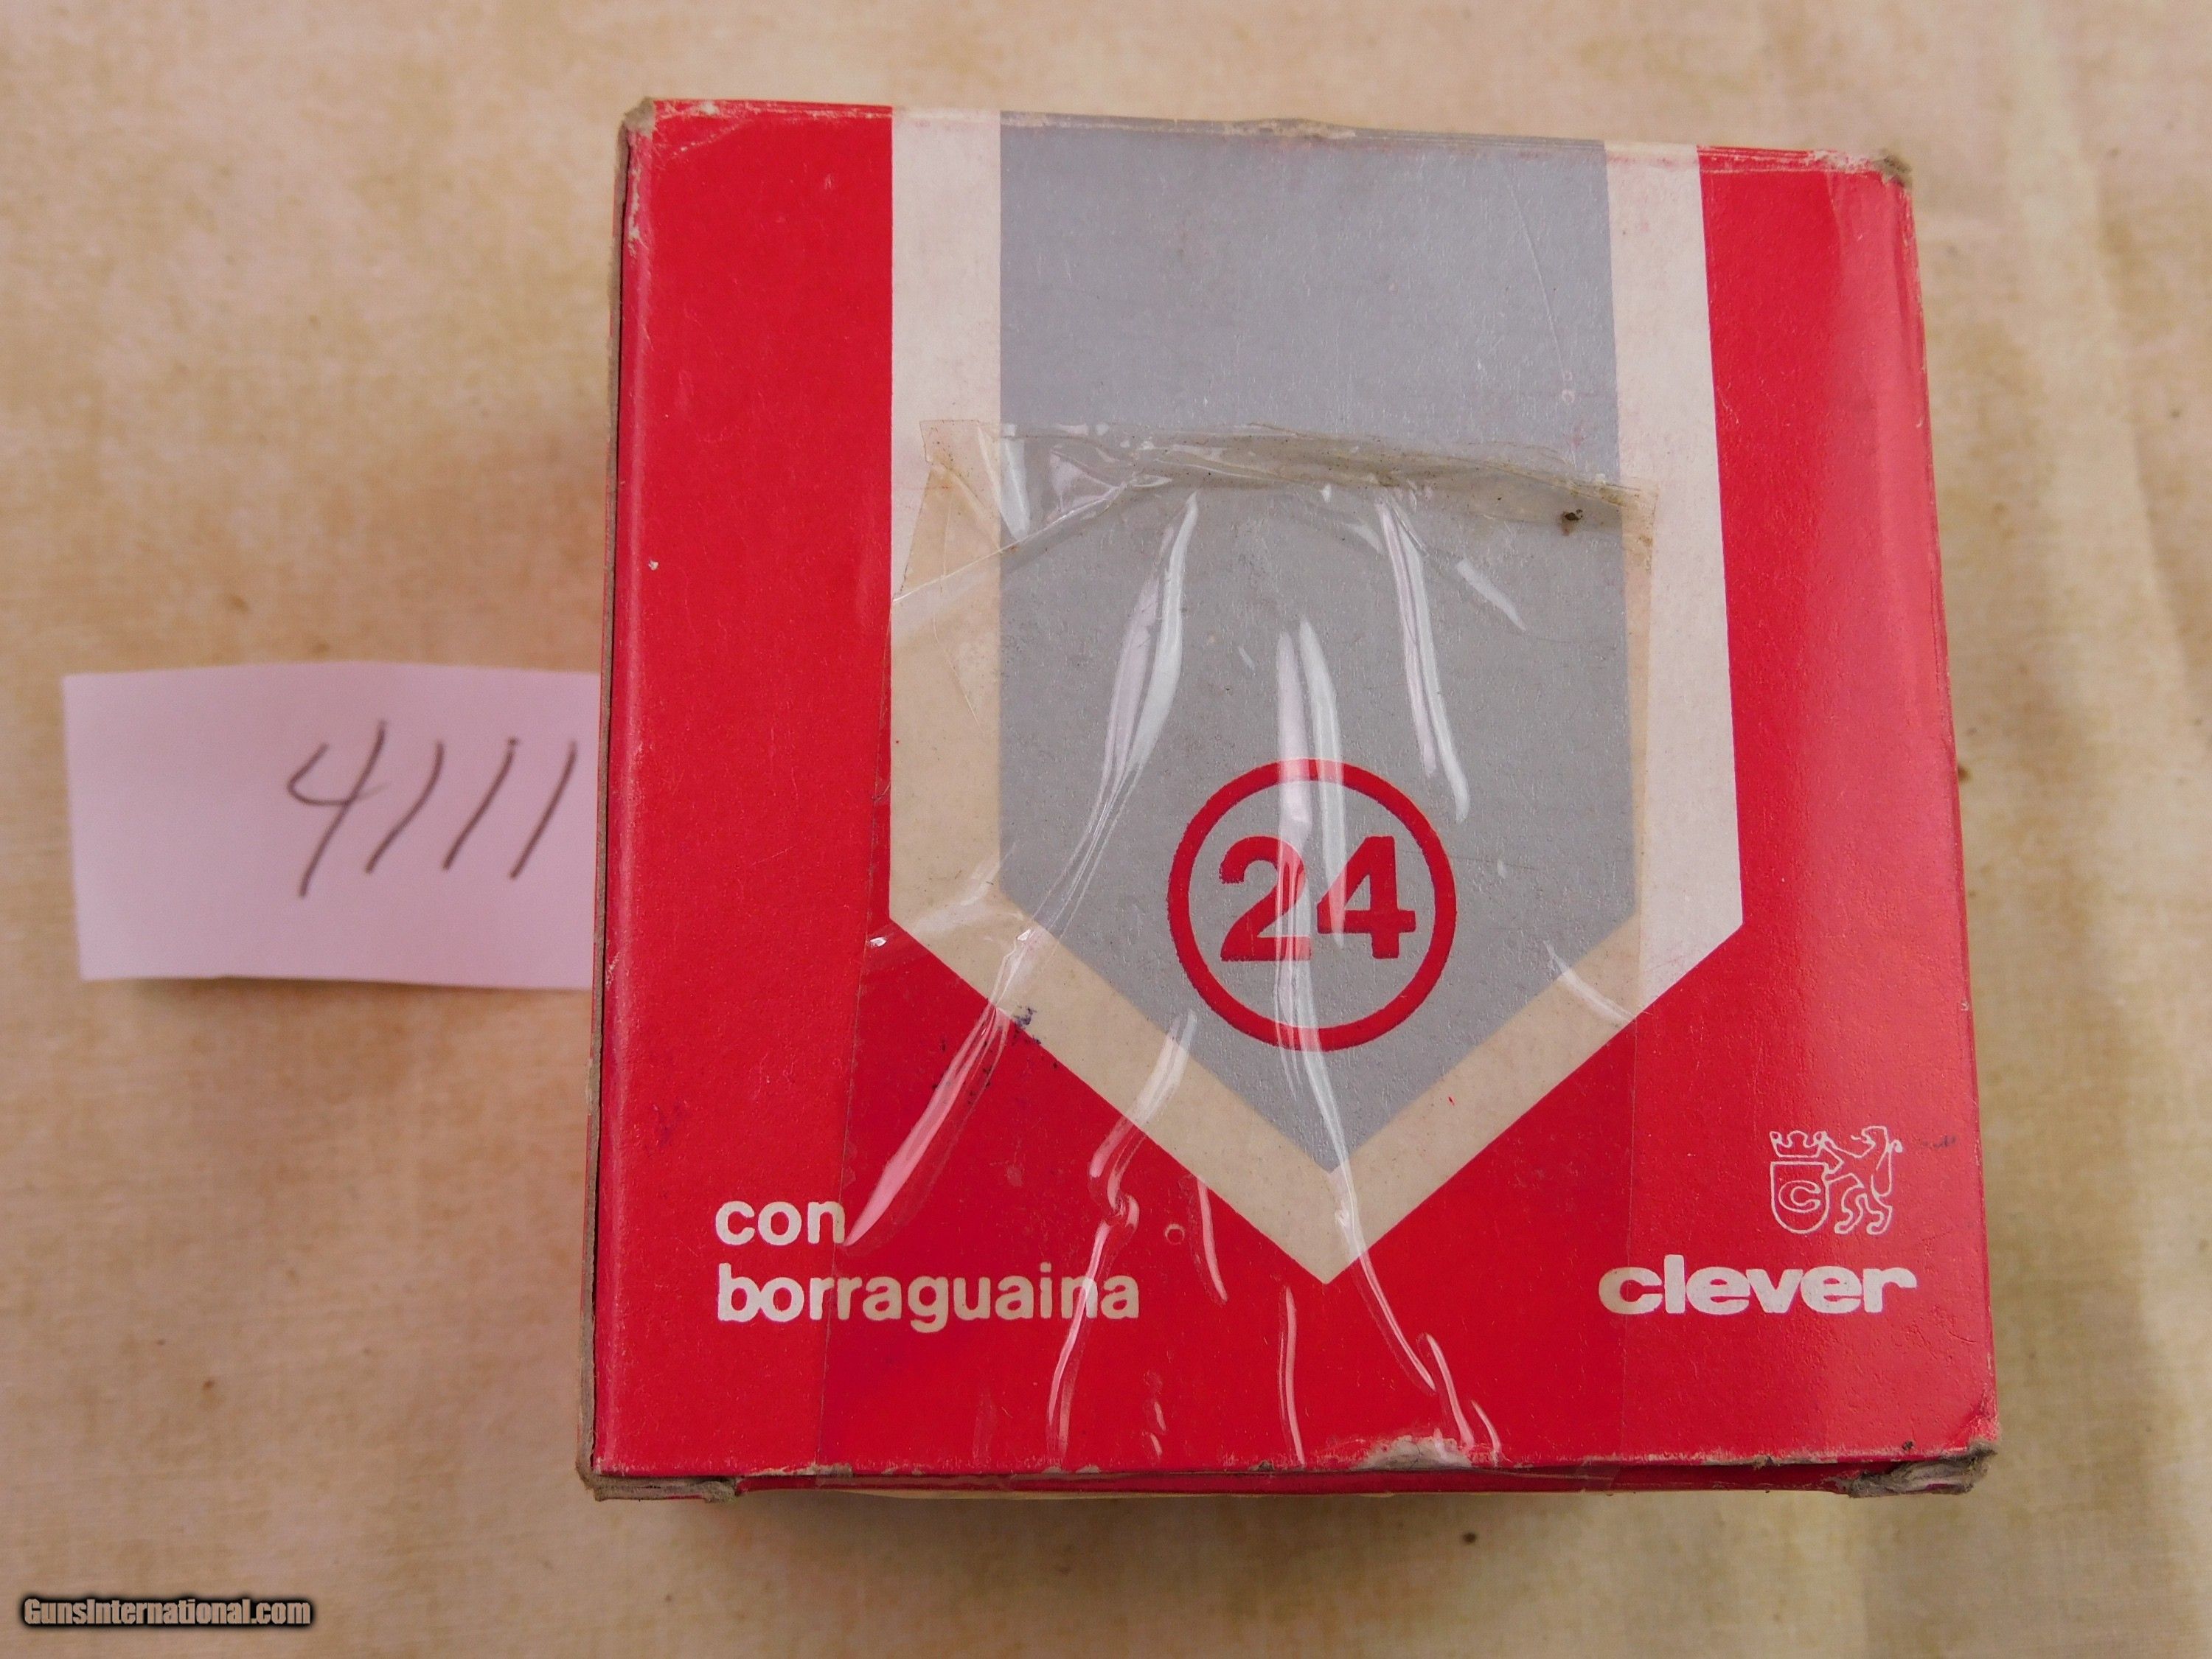 4111
24
con
borraguaina
C
clever
GunsInternational.com